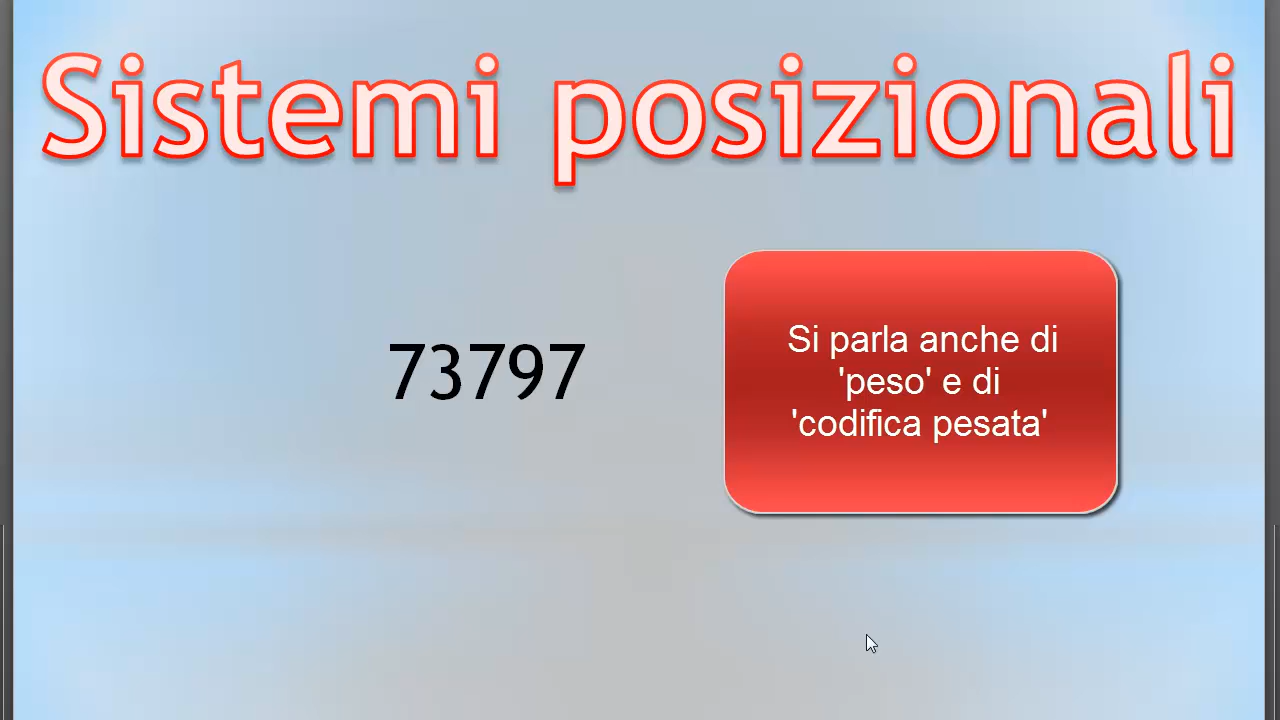 Sistemi posizionali
73797
Si parla anche di
'peso' e di
'codifica pesata'